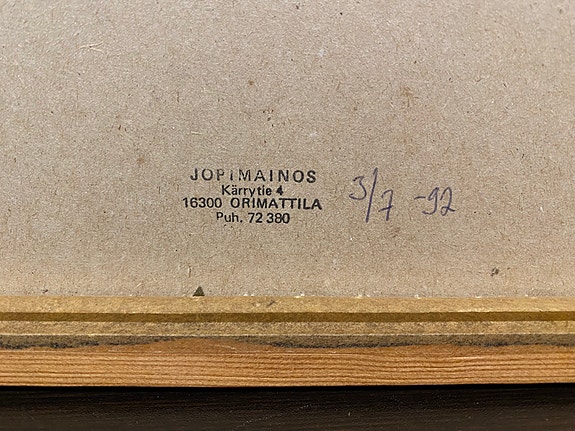 JOPIMAINOS
Kärrytie 4
16300 ORIMATTILA
Puh. 72 380
3/7 -92